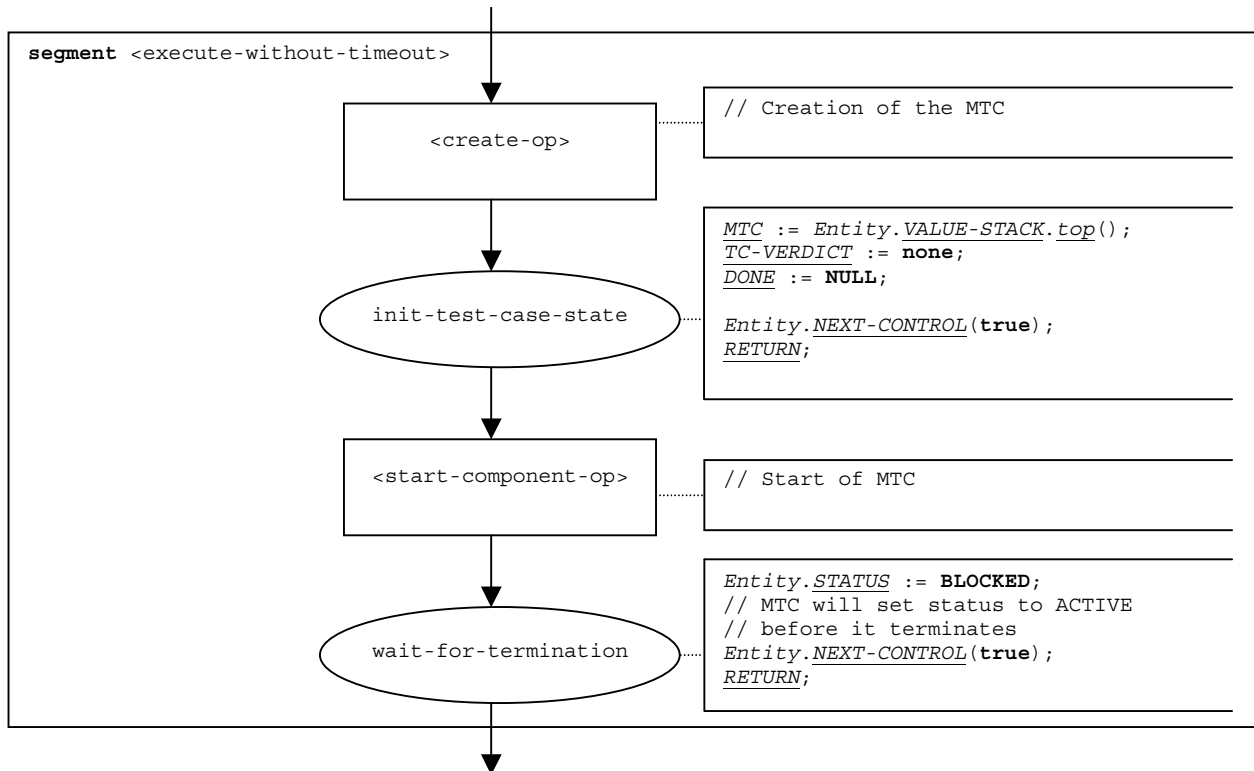 segment <execute-without-timeout>
<create-op>
// Creation of the MTC
init-test-case-state
MTC := Entity.VALUE-STACK.top();
TC-VERDICT := none;
DONE := NULL;
Entity.NEXT-CONTROL(true);
RETURN;
<start-component-op>
// Start of MTC
wait-for-termination
Entity.STATUS := BLOCKED;
// MTC will set status to ACTIVE
// before it terminates
Entity.NEXT-CONTROL(true);
RETURN;